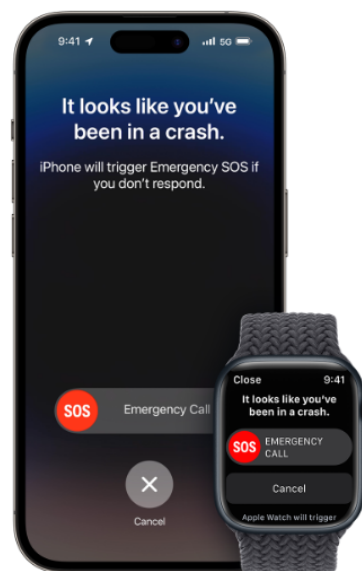 9:41 5G
It looks like you've
been in a crash.
iPhone will trigger Emergency SOS if
you don't respond.
SOS Emergency Call
Cancel
Close 9:41
It looks like you've
been in a crash.
SOS EMERGENCY
CALL
Cancel
Apple Watch will trigger